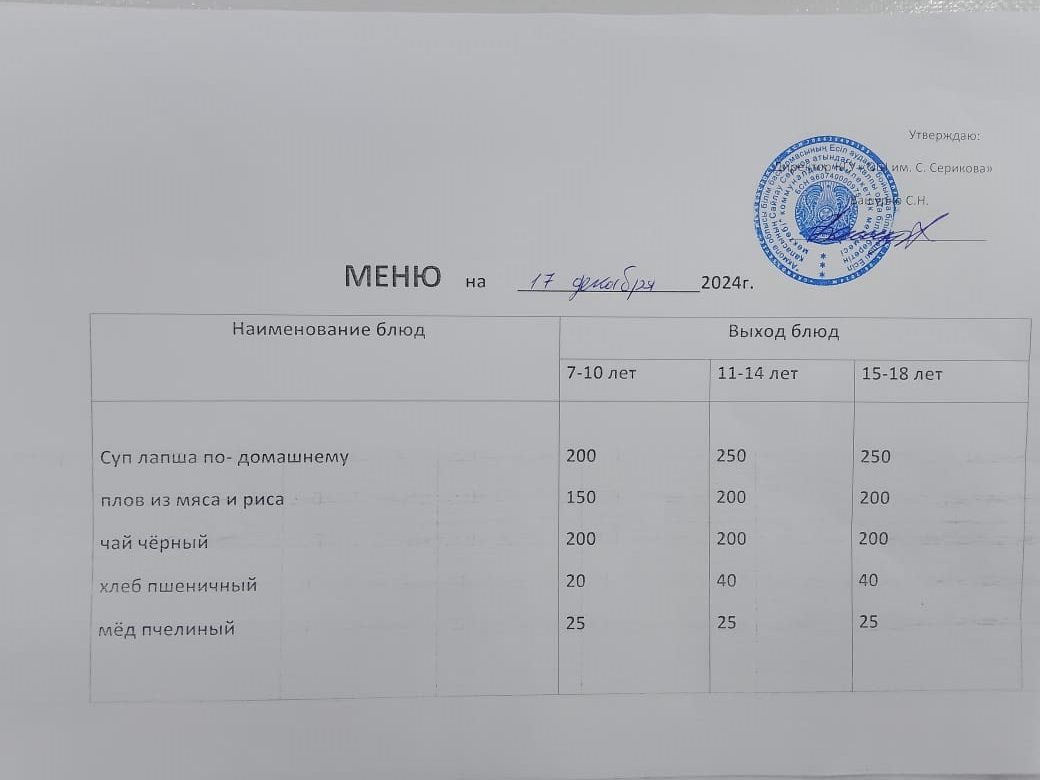 Утверждаю:
им. С. Серикова»
С.Н.
МЕНЮ на 17 декабря 2024г.
Наименование блюд Выход блюд
7-10 лет 11-14 лет 15-18 лет
Суп лапша по- домашнему 200 250 250
плов из мяса и риса 150 200 200
чай чёрный 200 200 200
хлеб пшеничный 20 40 40
мёд пчелиный 25 25 25